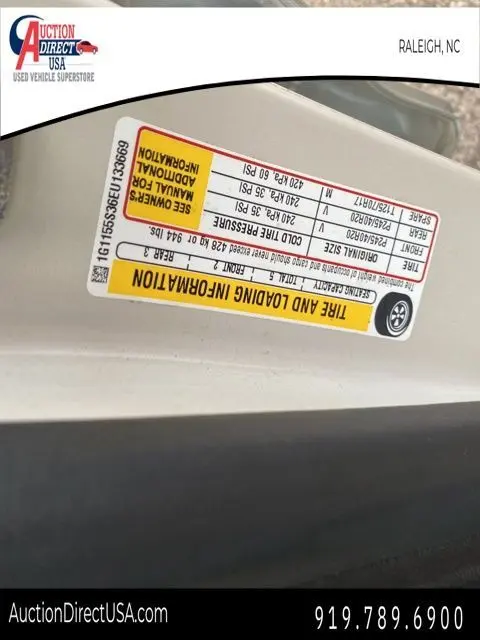 AUCTION
DIRECT
USA
USED VEHICLE SUPERSTORE
RALEIGH, NC
TIRE AND LOADING INFORMATION
SEATING CAPACITY TOTAL 5 FRONT 2 REAR 3
The combined weight of occupants and cargo should never exceed 428 kg or 944 lbs.
TIRE ORIGINAL SIZE COLD TIRE PRESSURE
FRONT P245/40R20 V 240 kPa, 35 PSI
REAR P245/40R20 V 240 kPa, 35 PSI
SPARE T125/70R17 M 420 kPa, 60 PSI
SEE OWNER'S
MANUAL FOR
ADDITIONAL
INFORMATION
1G1155S36EU133669
AuctionDirectUSA.com
919.789.6900